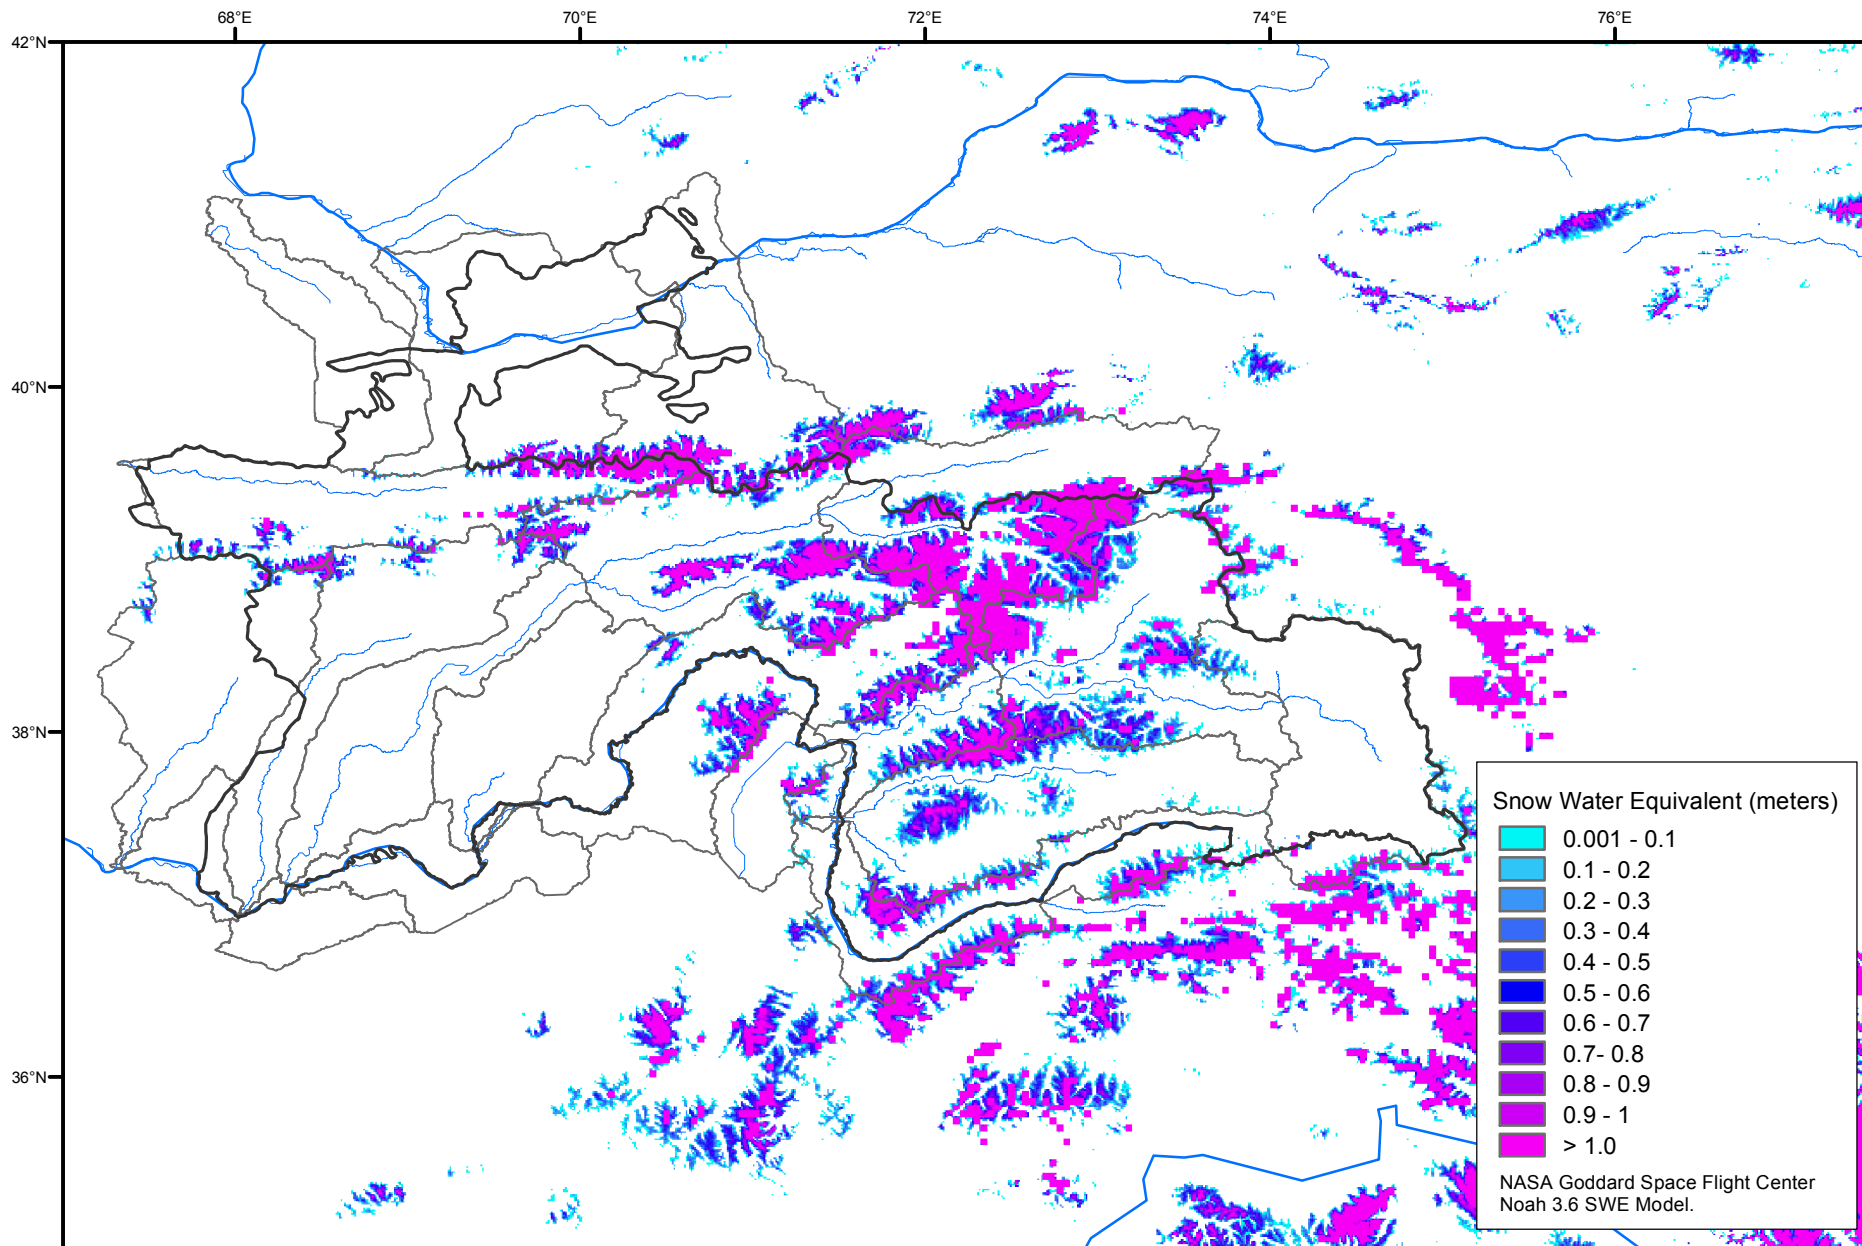 68°E
70°E
72°E
74°E
76°E
42°N
40°N
38°N
36°N
Snow Water Equivalent (meters)
0.001 - 0.1
0.1 - 0.2
0.2 - 0.3
0.3 - 0.4
0.4 - 0.5
0.5 - 0.6
0.6 - 0.7
0.7- 0.8
0.8 - 0.9
0.9 - 1
> 1.0
NASA Goddard Space Flight Center
Noah 3.6 SWE Model.